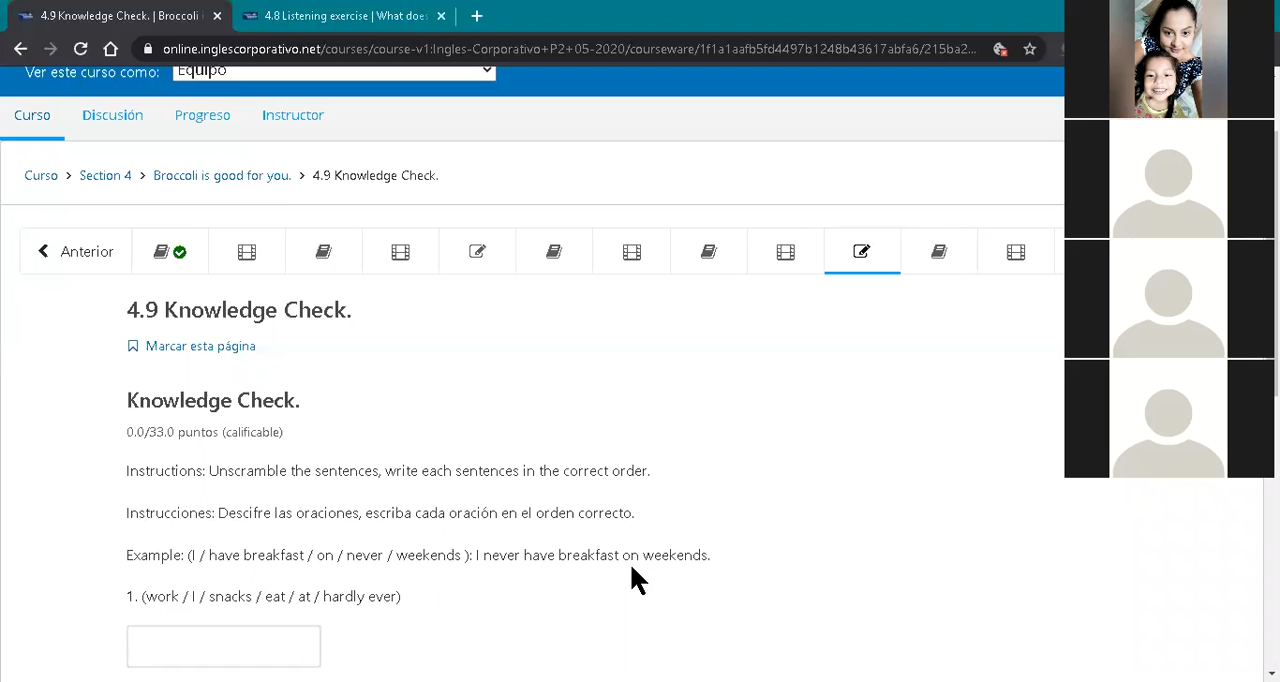 4.9 Knowledge Check. | Broccoli
4.8 Listening exercise | What does
online.inglescorporativo.net/courses/course-v1:Ingles-Corporativo+P2+05-2020/courseware/1f1a1aafb5fd4497b1248b43617abfa6/215ba2...
Ver este curso como: Equipo
Curso Discusión Progreso Instructor
Curso > Section 4 > Broccoli is good for you. > 4.9 Knowledge Check.
Anterior
4.9 Knowledge Check.
Marcar esta página
Knowledge Check.
0.0/33.0 puntos (calificable)
Instructions: Unscramble the sentences, write each sentences in the correct order.
Instrucciones: Descifre las oraciones, escriba cada oración en el orden correcto.
Example: (I / have breakfast / on / never / weekends ): I never have breakfast on weekends.
1. (work / I / snacks / eat / at / hardly ever)